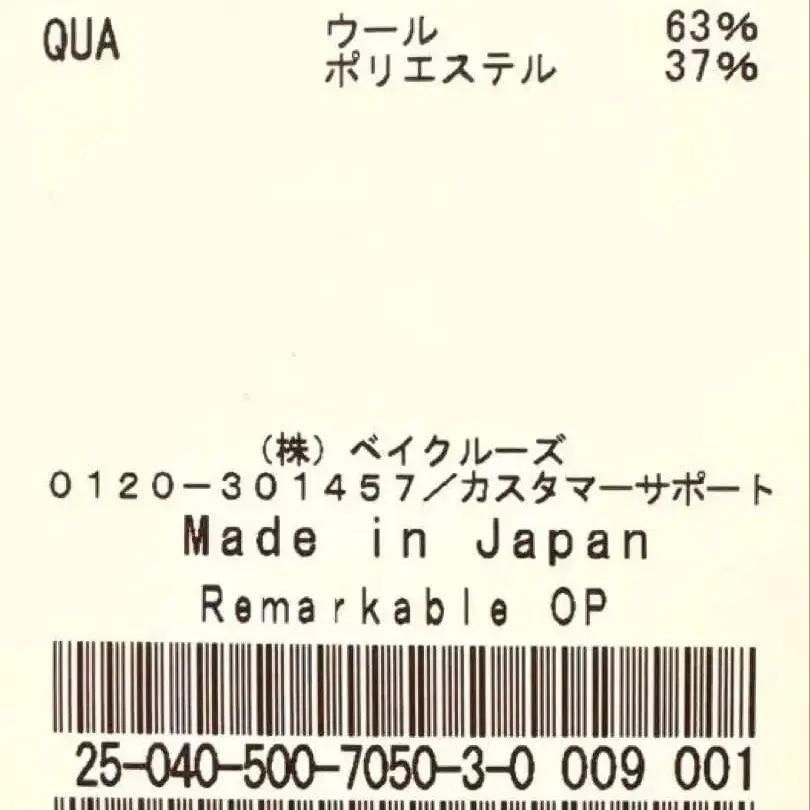 QUA ウール 63%
ポリエステル 37%
(株)ベイクルーズ
0120-301457/カスタマーサポート
Made in Japan
Remarkable OP
25-040-500-7050-3-0 009 001